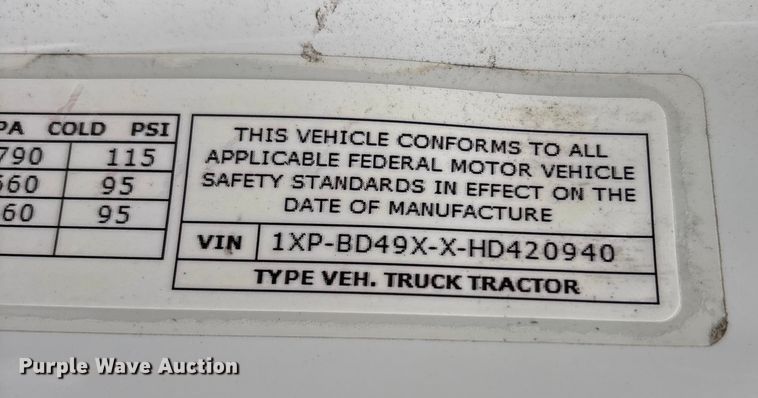 PA COLD PSI
790 115
660 95
60 95
THIS VEHICLE CONFORMS TO ALL
APPLICABLE FEDERAL MOTOR VEHICLE
SAFETY STANDARDS IN EFFECT ON THE
DATE OF MANUFACTURE
VIN 1XP-BD49X-X-HD420940
TYPE VEH. TRUCK TRACTOR
Purple Wave Auction